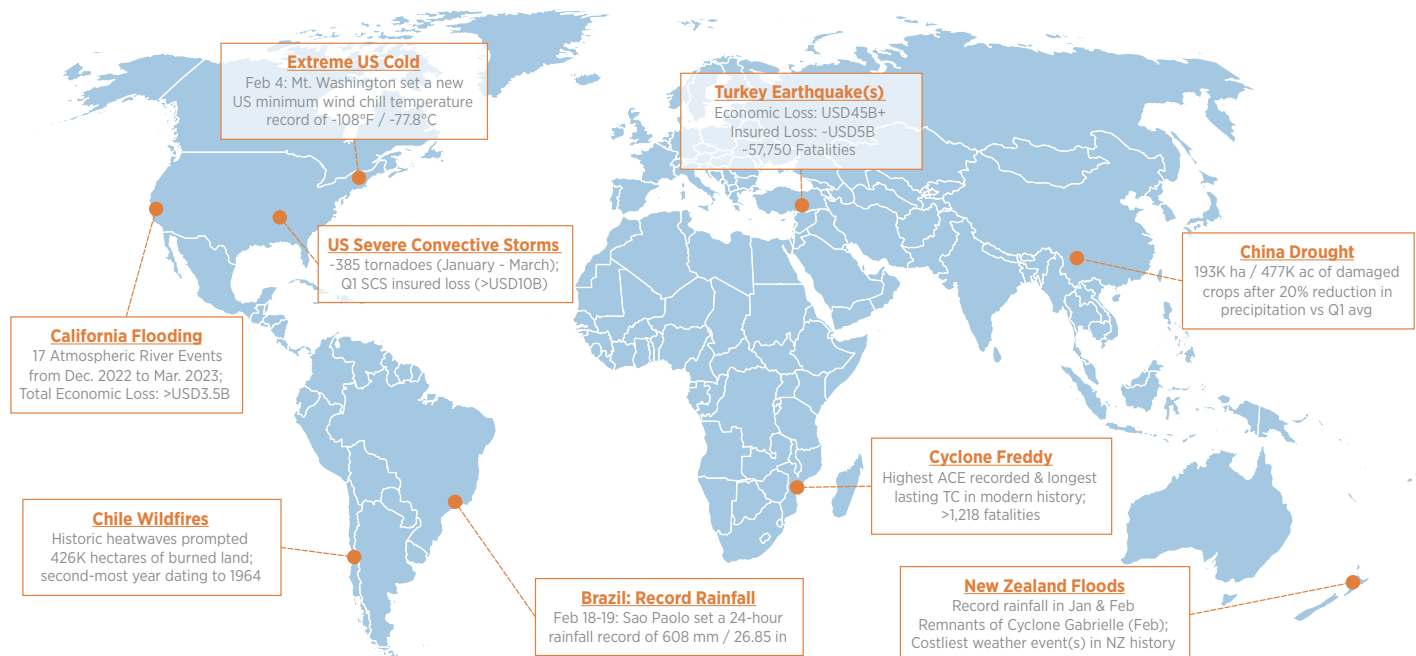 Extreme US Cold
Feb 4: Mt. Washington set a new
US minimum wind chill temperature
record of -108°F / -77.8°C
Turkey Earthquake(s)
Economic Loss: USD45B+
Insured Loss: ~USD5B
~57,750 Fatalities
US Severe Convective Storms
~385 tornadoes (January - March);
Q1 SCS insured loss (>USD10B)
China Drought
193K ha / 477K ac of damaged
crops after 20% reduction in
precipitation vs Q1 avg
California Flooding
17 Atmospheric River Events
from Dec. 2022 to Mar. 2023;
Total Economic Loss: >USD3.5B
Cyclone Freddy
Highest ACE recorded & longest
lasting TC in modern history;
>1,218 fatalities
Chile Wildfires
Historic heatwaves prompted
426K hectares of burned land;
second-most year dating to 1964
Brazil: Record Rainfall
Feb 18-19: Sao Paolo set a 24-hour
rainfall record of 608 mm / 26.85 in
New Zealand Floods
Record rainfall in Jan & Feb
Remnants of Cyclone Gabrielle (Feb);
Costliest weather event(s) in NZ history